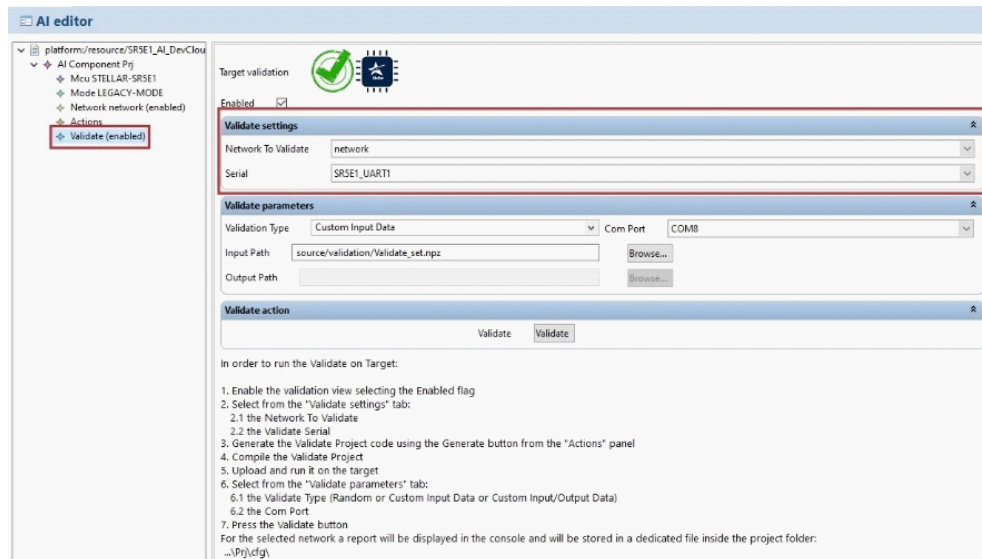 AI editor
platform:/resource/SR5E1_AI_DevClou
AI Component Prj
Mcu STELLAR-SR5E1
Mode LEGACY-MODE
Network network (enabled)
Actions
Validate (enabled)
Target validation
Enabled
Validate settings
Network To Validate network
Serial SR5E1_UART1
Validate parameters
Validation Type Custom Input Data Com Port COM8
Input Path source/validation/Validate_set.npz Browse...
Output Path Browse...
Validate action
Validate Validate
In order to run the Validate on Target:
1. Enable the validation view selecting the Enabled flag
2. Select from the "Validate settings" tab:
2.1 the Network To Validate
2.2 the Validate Serial
3. Generate the Validate Project code using the Generate button from the "Actions" panel
4. Compile the Validate Project
5. Upload and run it on the target
6. Select from the "Validate parameters" tab:
6.1 the Validate Type (Random or Custom Input Data or Custom Input/Output Data)
6.2 the Com Port
7. Press the Validate button
For the selected network a report will be displayed in the console and will be stored in a dedicated file inside the project folder:
...\Prj\cfg\